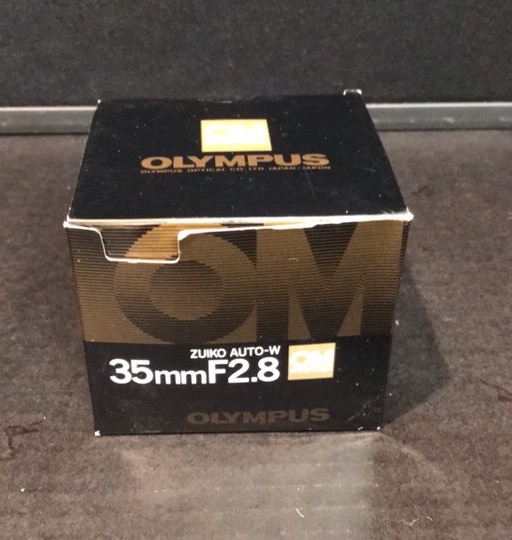 OM
OLYMPUS
OLYMPUS OPTICAL CO. LTD JAPAN/JAPON
OM
ZUIKO AUTO-W
35mmF2.8
OM
OLYMPUS